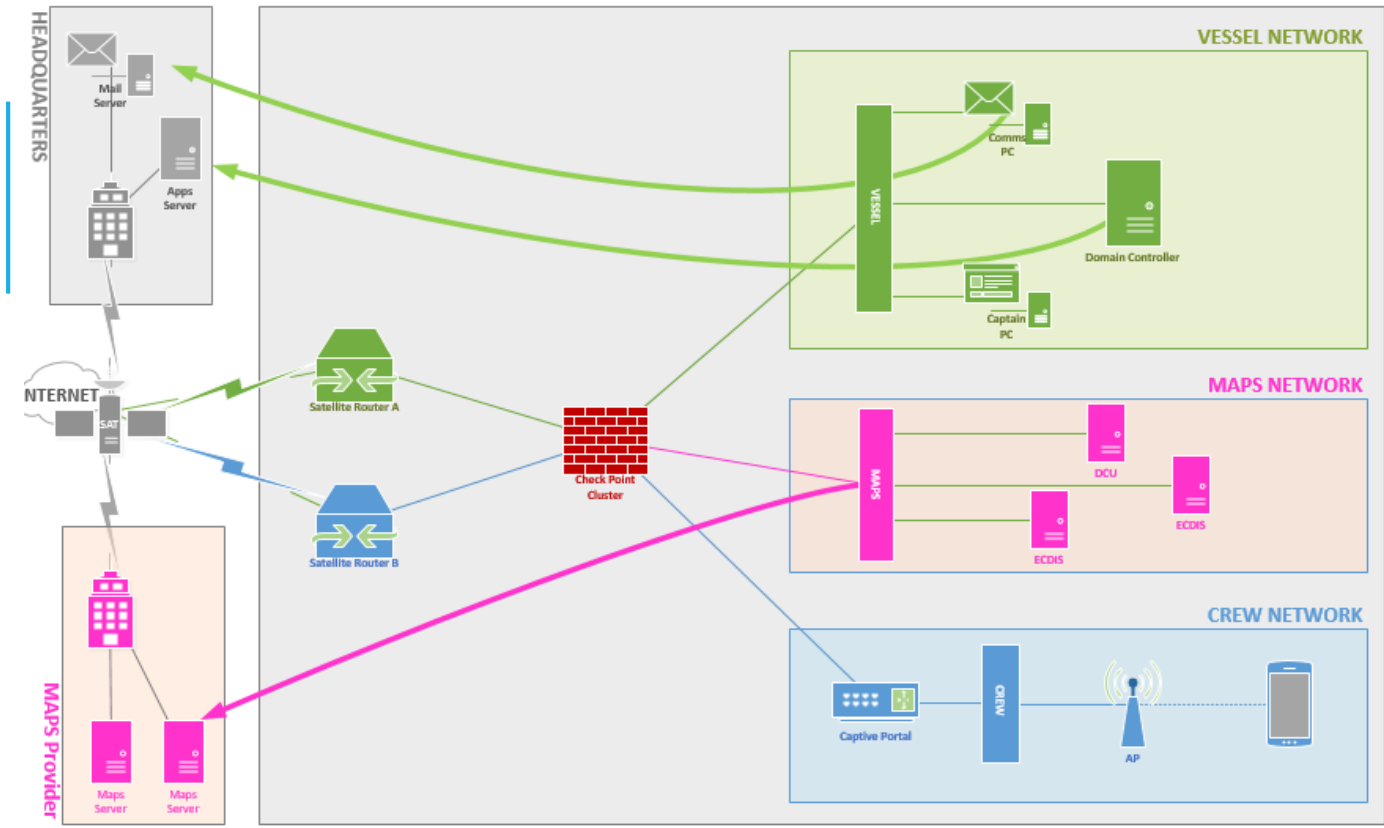 HEADQUARTERS
Mail
Server
Apps
Server
NTERNET
SAT
MAPS Provider
Maps
Server
Maps
Server
Satellite Router A
Satellite Router B
Check Point
Cluster
VESSEL NETWORK
VESSEL
Comms
PC
Domain Controller
Captain
PC
MAPS NETWORK
MAPS
DCU
ECDIS
ECDIS
CREW NETWORK
Captive Portal
CREW
AP